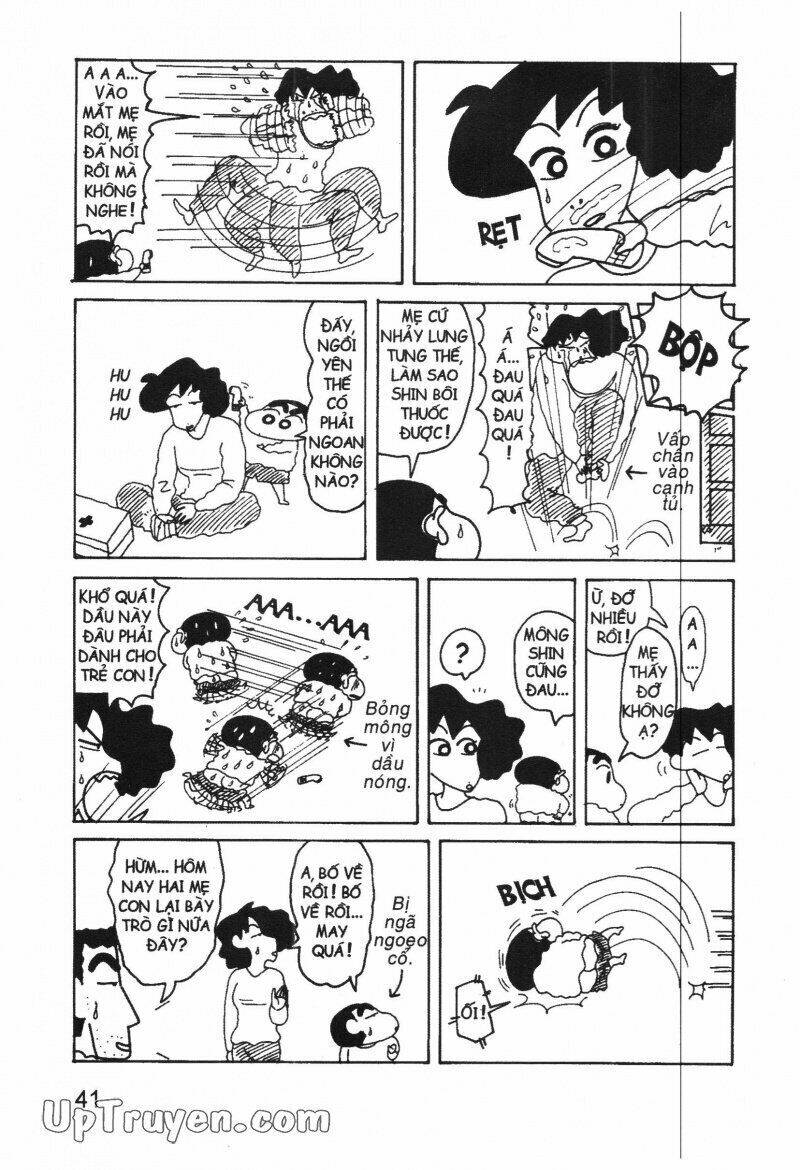 RẸT
A A A...
VÀO
MẮT MẸ
RỒI, MẸ
ĐÃ NÓI
RỒI MÀ
KHÔNG
NGHE!
BỘP
Vấp
chân
vào
cạnh
tủ.
Á
Á...
ĐAU
QUÁ
ĐAU
QUÁ
!
MẸ CỨ
NHẢY LUNG
TUNG THẾ,
LÀM SAO
SHIN BÔI
THUỐC
ĐƯỢC!
ĐẤY,
NGỒI
YÊN
THẾ
CÓ
PHẢI
NGOAN
KHÔNG
NÀO?
HU
HU
HU
A
A
...
MẸ
THẤY
ĐỠ
KHÔNG
Ạ?
Ừ, ĐỠ
NHIỀU
RỒI!
MÔNG
SHIN
CŨNG
ĐAU...
?
AAA...AAA
Bỏng
mông
vì
dầu
nóng.
KHỔ QUÁ!
DẦU NÀY
ĐÂU PHẢI
DÀNH CHO
TRẺ CON!
BỊCH
ỐI!
Bị
ngã
ngoẹo
cổ.
A, BỐ VỀ
RỒI! BỐ
VỀ RỒI...
MAY
QUÁ!
HỪM... HÔM
NAY HAI MẸ
CON LẠI BÀY
TRÒ GÌ NỮA
ĐÂY?
41
UpTruyen.com